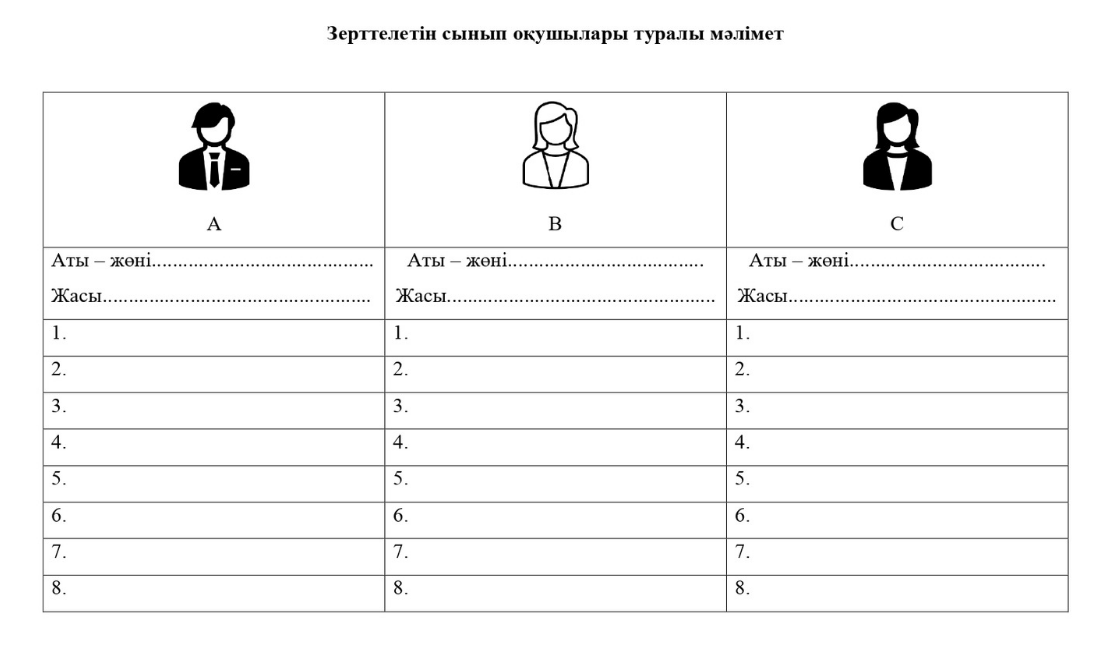 Зерттелетін сынып оқушылары туралы мәлімет
A
B
C
Аты – жөні..........................................
Жасы...................................................
Аты – жөні.....................................
Жасы...................................................
Аты – жөні.....................................
Жасы...................................................
1.
1.
1.
2.
2.
2.
3.
3.
3.
4.
4.
4.
5.
5.
5.
6.
6.
6.
7.
7.
7.
8.
8.
8.